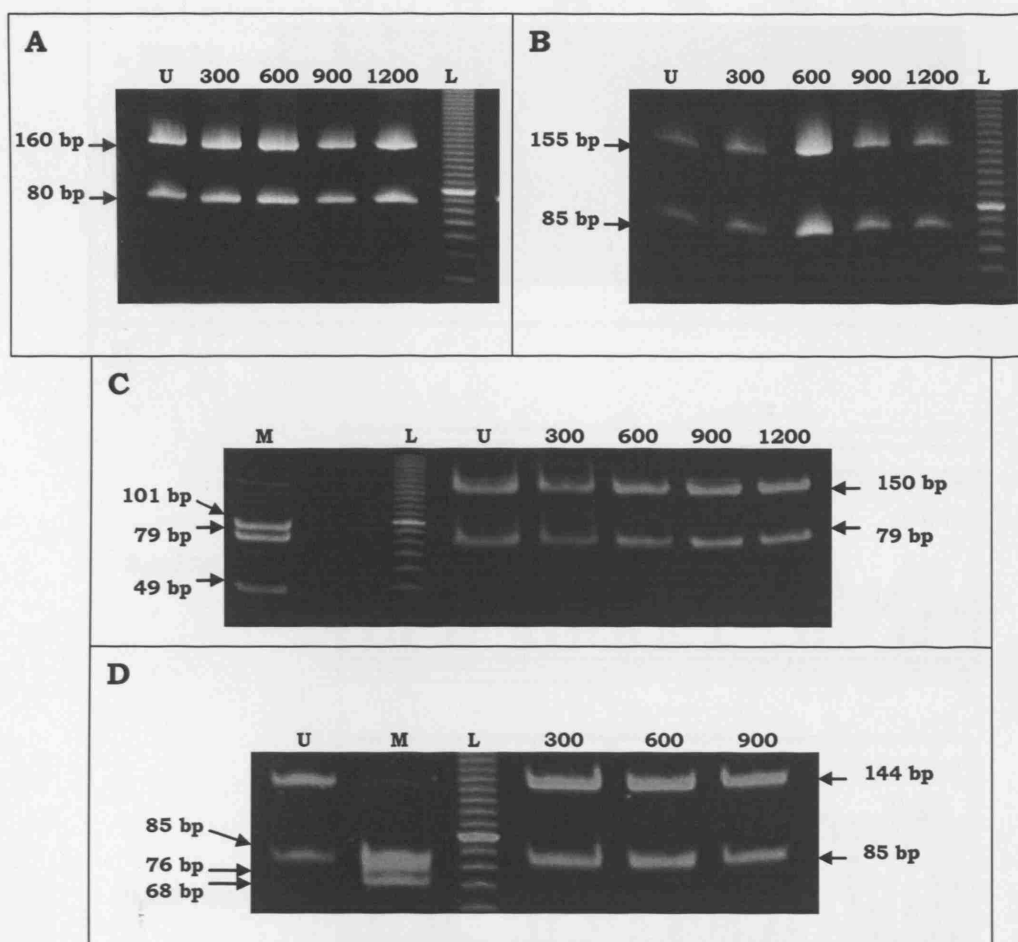 A
U 300 600 900 1200 L
160 bp
80 bp
B
U 300 600 900 1200 L
155 bp
85 bp
C
M L U 300 600 900 1200
101 bp
79 bp
49 bp
150 bp
79 bp
D
U M L 300 600 900
85 bp
76 bp
68 bp
144 bp
85 bp